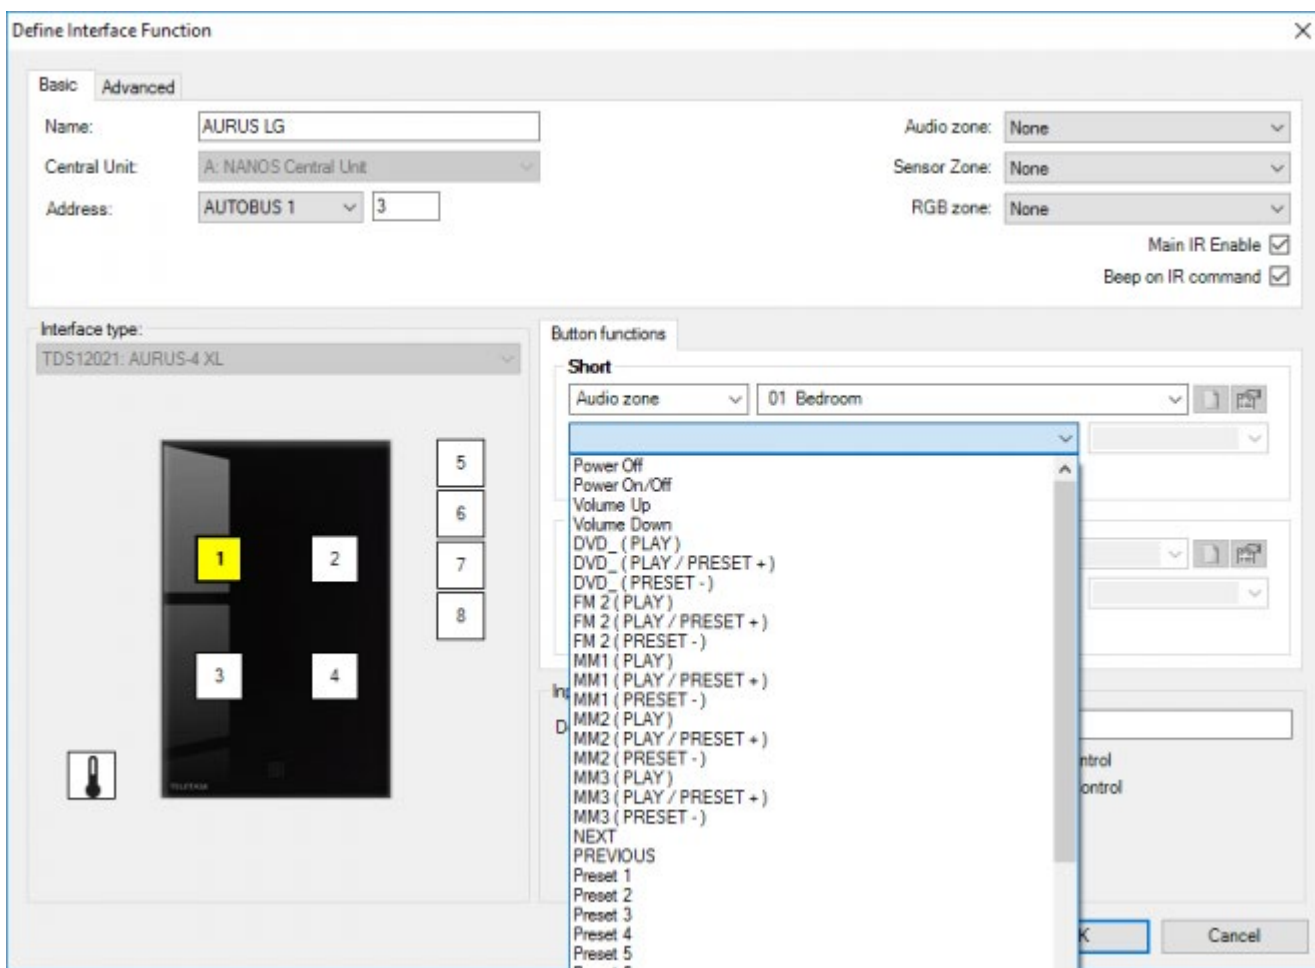 Define Interface Function
Basic Advanced
Name: AURUS LG
Central Unit: A: NANOS Central Unit
Address: AUTOBUS 1 3
Audio zone: None
Sensor Zone: None
RGB zone: None
Main IR Enable
Beep on IR command
Interface type:
TDS12021: AURUS-4 XL
1
2
3
4
5
6
7
8
TELETASK
Button functions
Short
Audio zone 01 Bedroom
Power Off
Power On/Off
Volume Up
Volume Down
DVD_ ( PLAY )
DVD_ ( PLAY / PRESET + )
DVD_ ( PRESET - )
FM 2 ( PLAY )
FM 2 ( PLAY / PRESET + )
FM 2 ( PRESET - )
MM1 ( PLAY )
MM1 ( PLAY / PRESET + )
MM1 ( PRESET - )
MM2 ( PLAY )
MM2 ( PLAY / PRESET + )
MM2 ( PRESET - )
MM3 ( PLAY )
MM3 ( PLAY / PRESET + )
MM3 ( PRESET - )
NEXT
PREVIOUS
Preset 1
Preset 2
Preset 3
Preset 4
Preset 5
Inp
D
ntrol
ontrol
K
Cancel